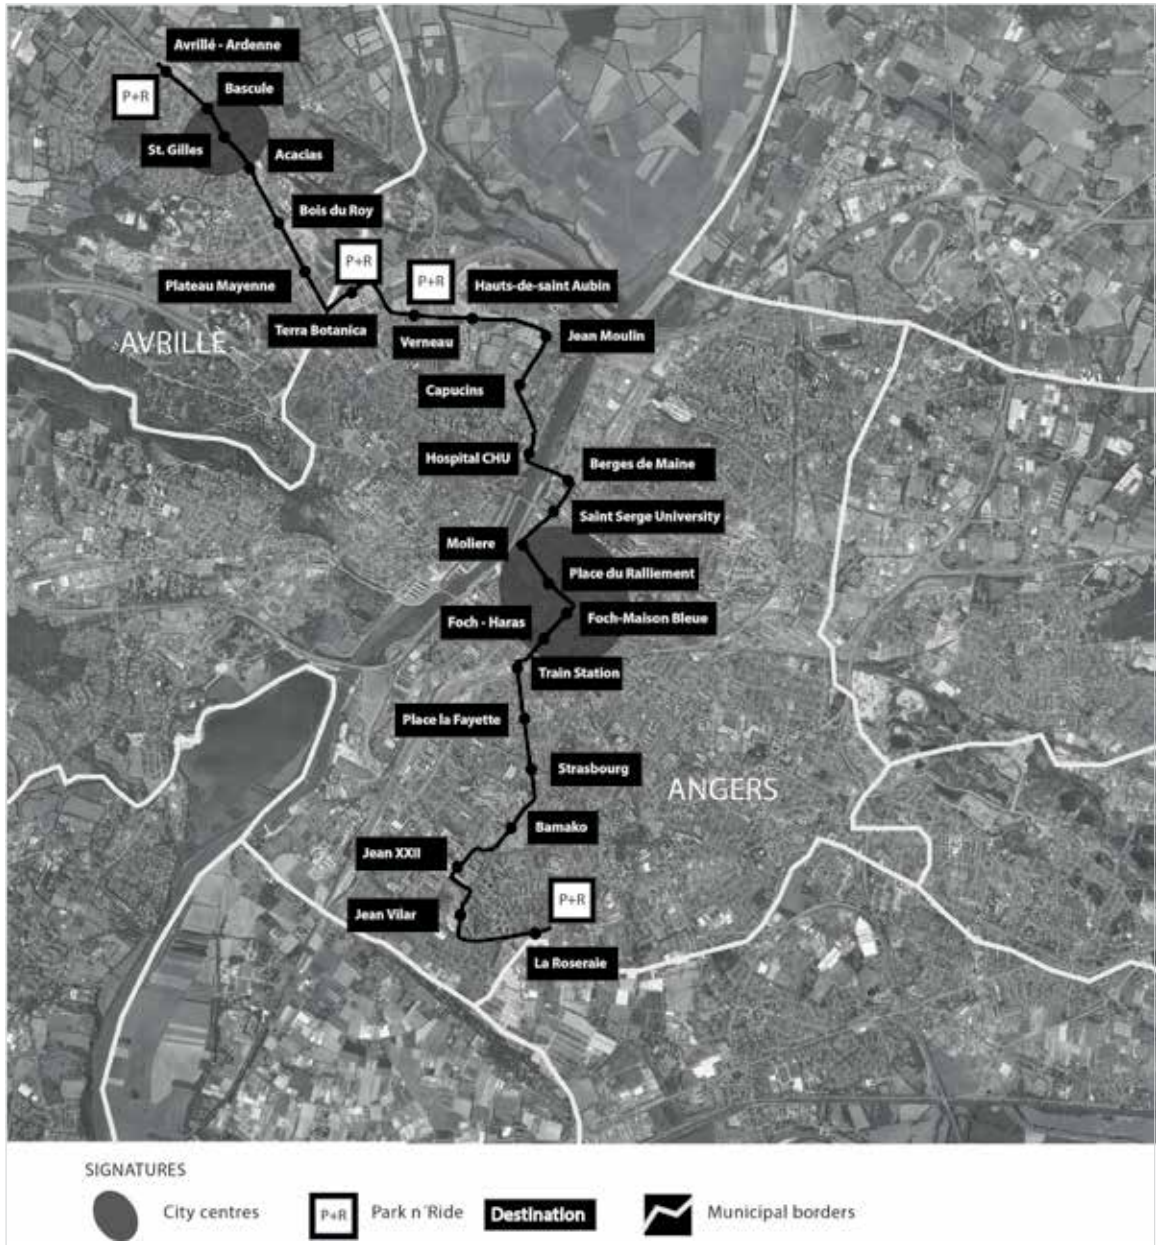 Avrillé - Ardenne
Bascule
P+R
St. Gilles
Acacias
Bois du Roy
P+R
P+R
Plateau Mayenne
Hauts-de-saint Aubin
Terra Botanica
Jean Moulin
AVRILLE
Verneau
Capucins
Hospital CHU
Berges de Maine
Saint Serge University
Moliere
Place du Ralliement
Foch - Haras
Foch-Maison Bleue
Train Station
Place la Fayette
Strasbourg
ANGERS
Bamako
Jean XXII
P+R
Jean Vilar
La Roseraie
SIGNATURES
City centres
P+R
Park n´Ride
Destination
Municipal borders